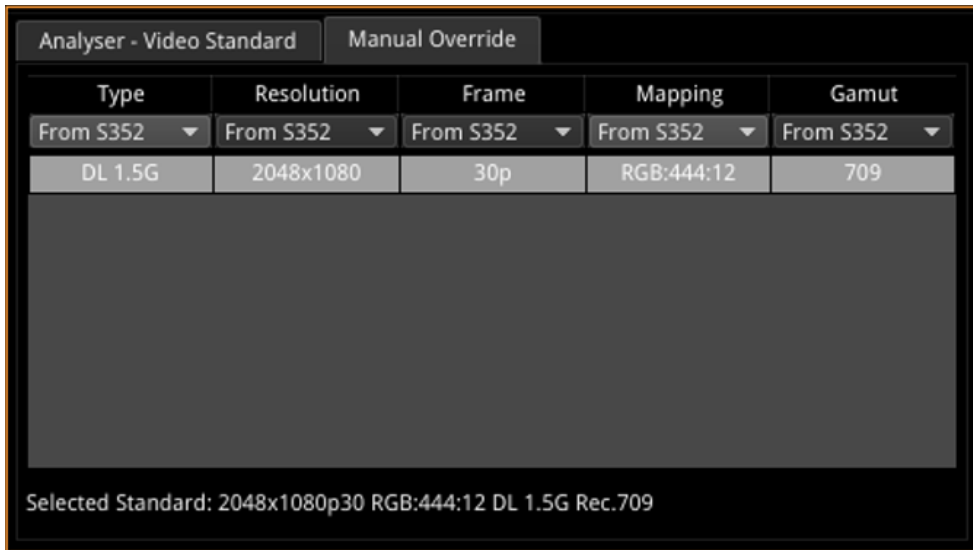 Analyser - Video Standard Manual Override
Type Resolution Frame Mapping Gamut
From S352 From S352 From S352 From S352 From S352
DL 1.5G 2048x1080 30p RGB:444:12 709
Selected Standard: 2048x1080p30 RGB:444:12 DL 1.5G Rec.709